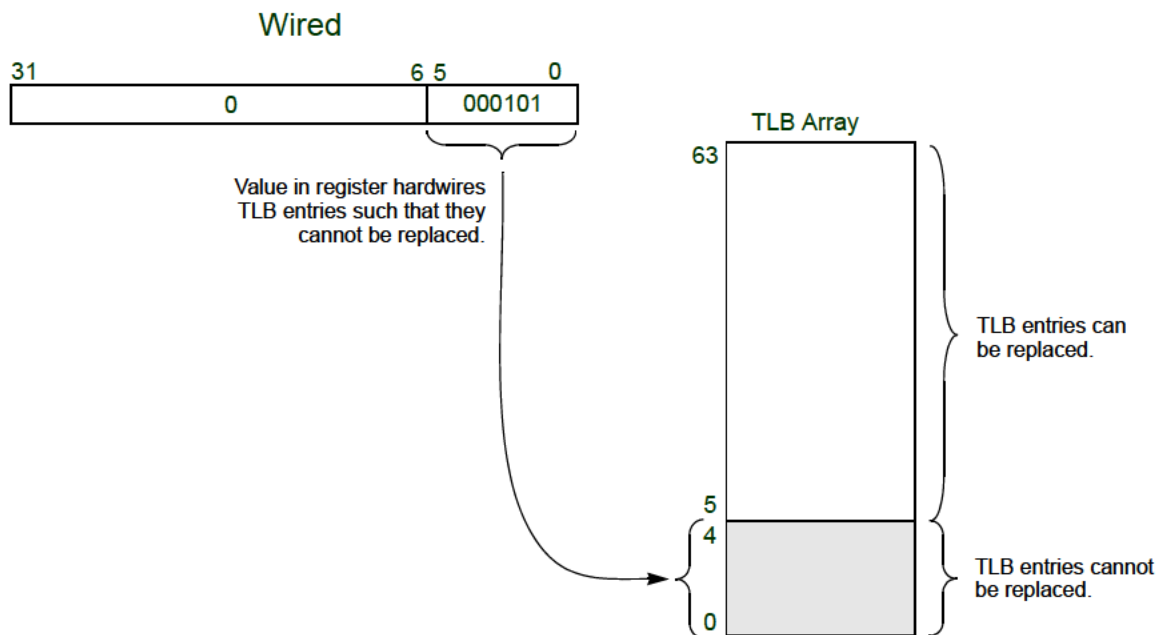 Wired
31 6 5 0
0 000101
Value in register hardwires
TLB entries such that they
cannot be replaced.
TLB Array
63
TLB entries can
be replaced.
5
4
TLB entries cannot
be replaced.
0